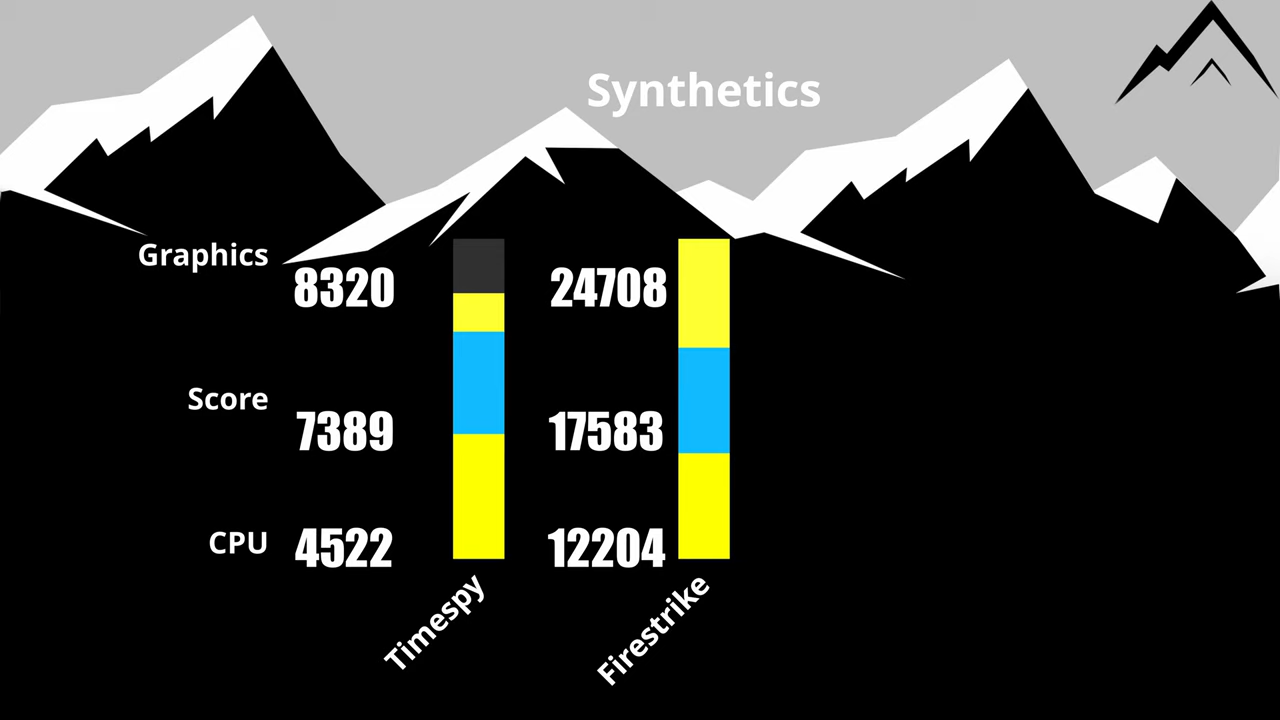 Synthetics
Graphics
8320 24708
Score
7389 17583
CPU
4522 12204
Timespy Firestrike